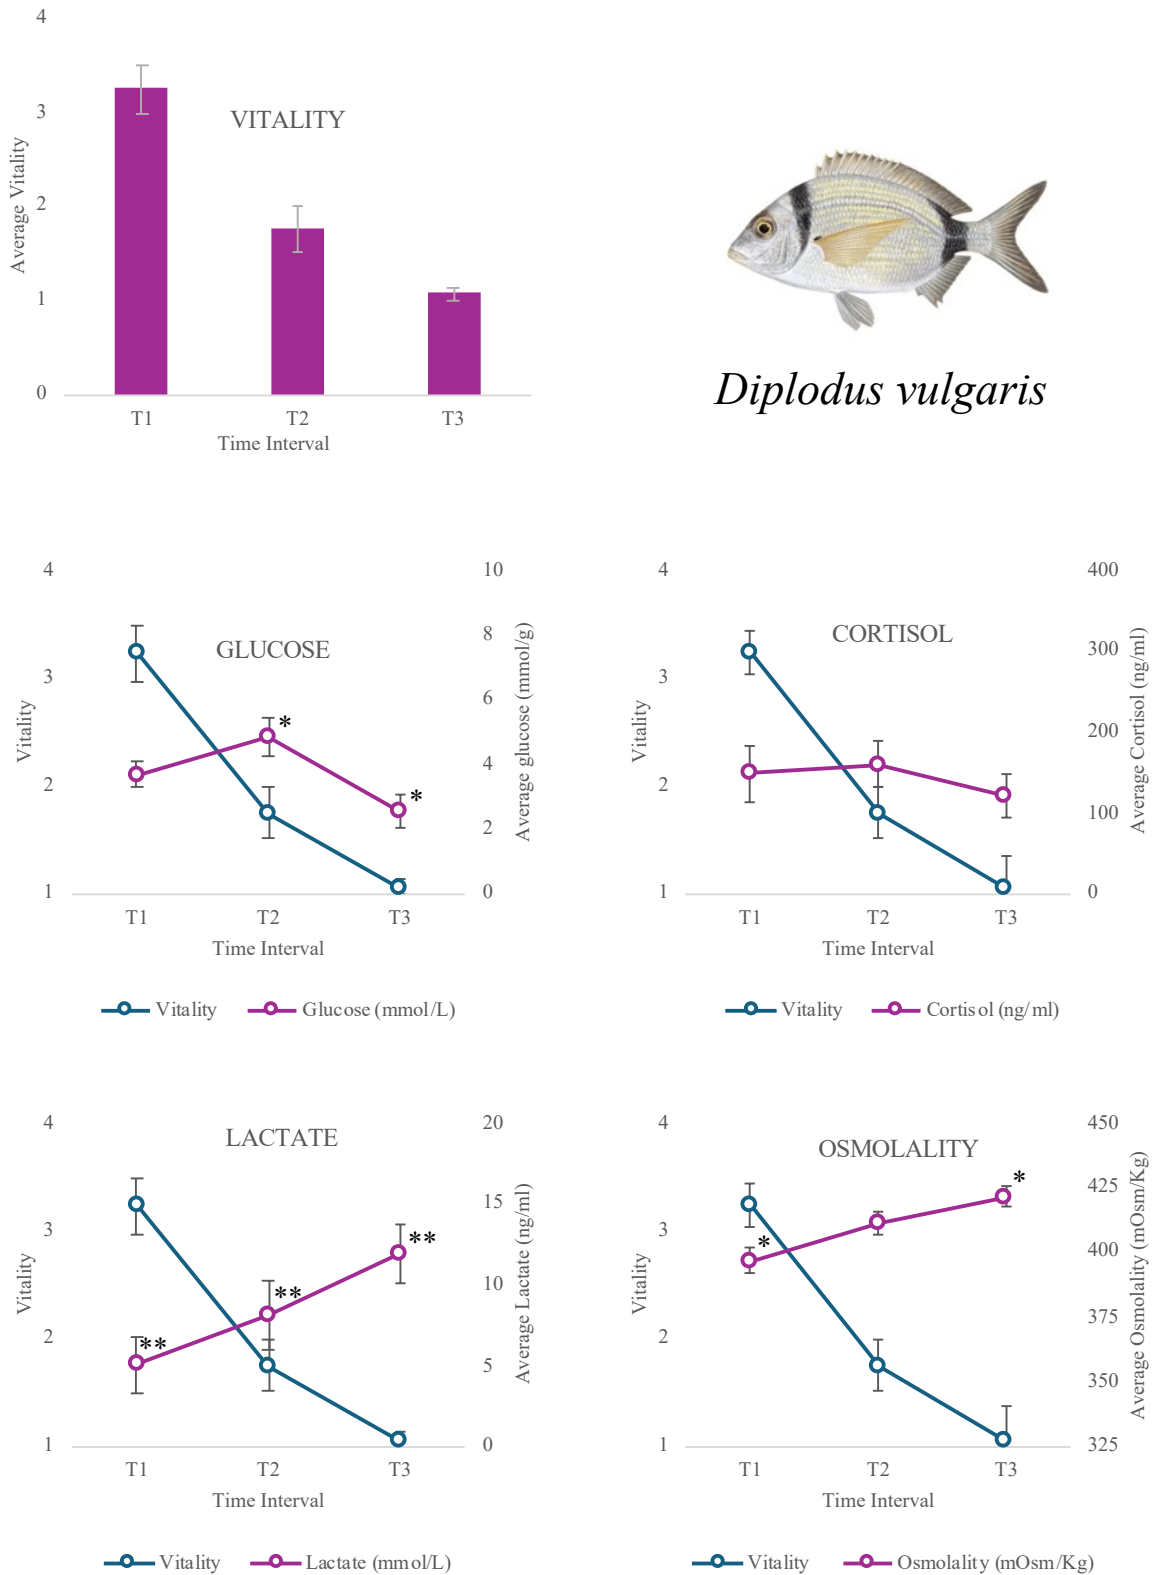 4
3
2
1
0
Average Vitality
VITALITY
T1 T2 T3
Time Interval
Diplodus vulgaris
4
3
2
1
Vitality
GLUCOSE
*
*
10
8
6
4
2
0
Average glucose (mmol/g)
T1 T2 T3
Time Interval
Vitality Glucose (mmol/L)
4
3
2
1
Vitality
CORTISOL
400
300
200
100
0
Average Cortisol (ng/ml)
T1 T2 T3
Time Interval
Vitality Cortisol (ng/ml)
4
3
2
1
Vitality
LACTATE
**
**
**
20
15
10
5
0
Average Lactate (ng/ml)
T1 T2 T3
Time Interval
Vitality Lactate (mmol/L)
4
3
2
1
Vitality
OSMOLALITY
*
*
450
425
400
375
350
325
Average Osmolality (mOsm/Kg)
T1 T2 T3
Time Interval
Vitality Osmolality (mOsm/Kg)